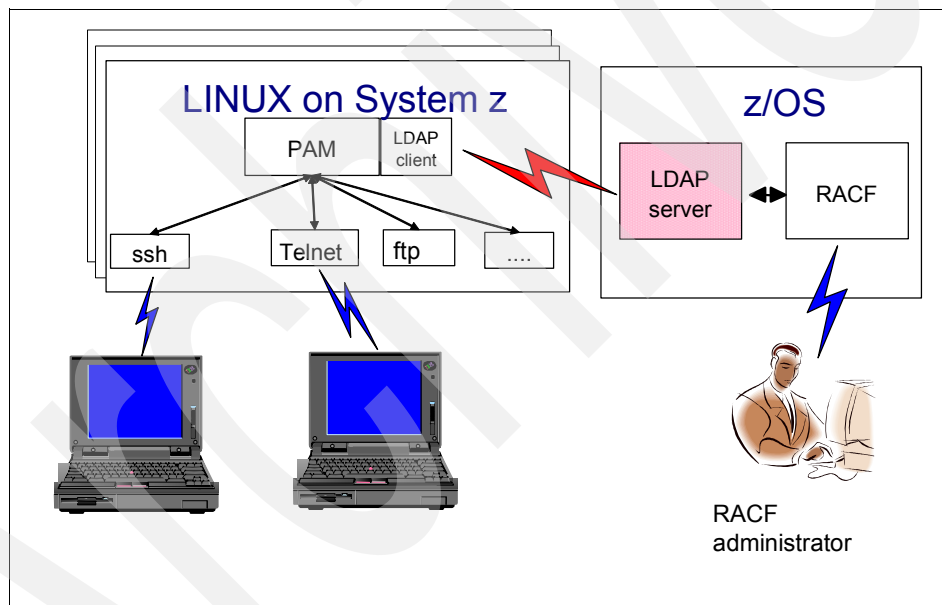 LINUX on System z
PAM
LDAP
client
ssh
Telnet
ftp
....
z/OS
LDAP
server
RACF
RACF
administrator